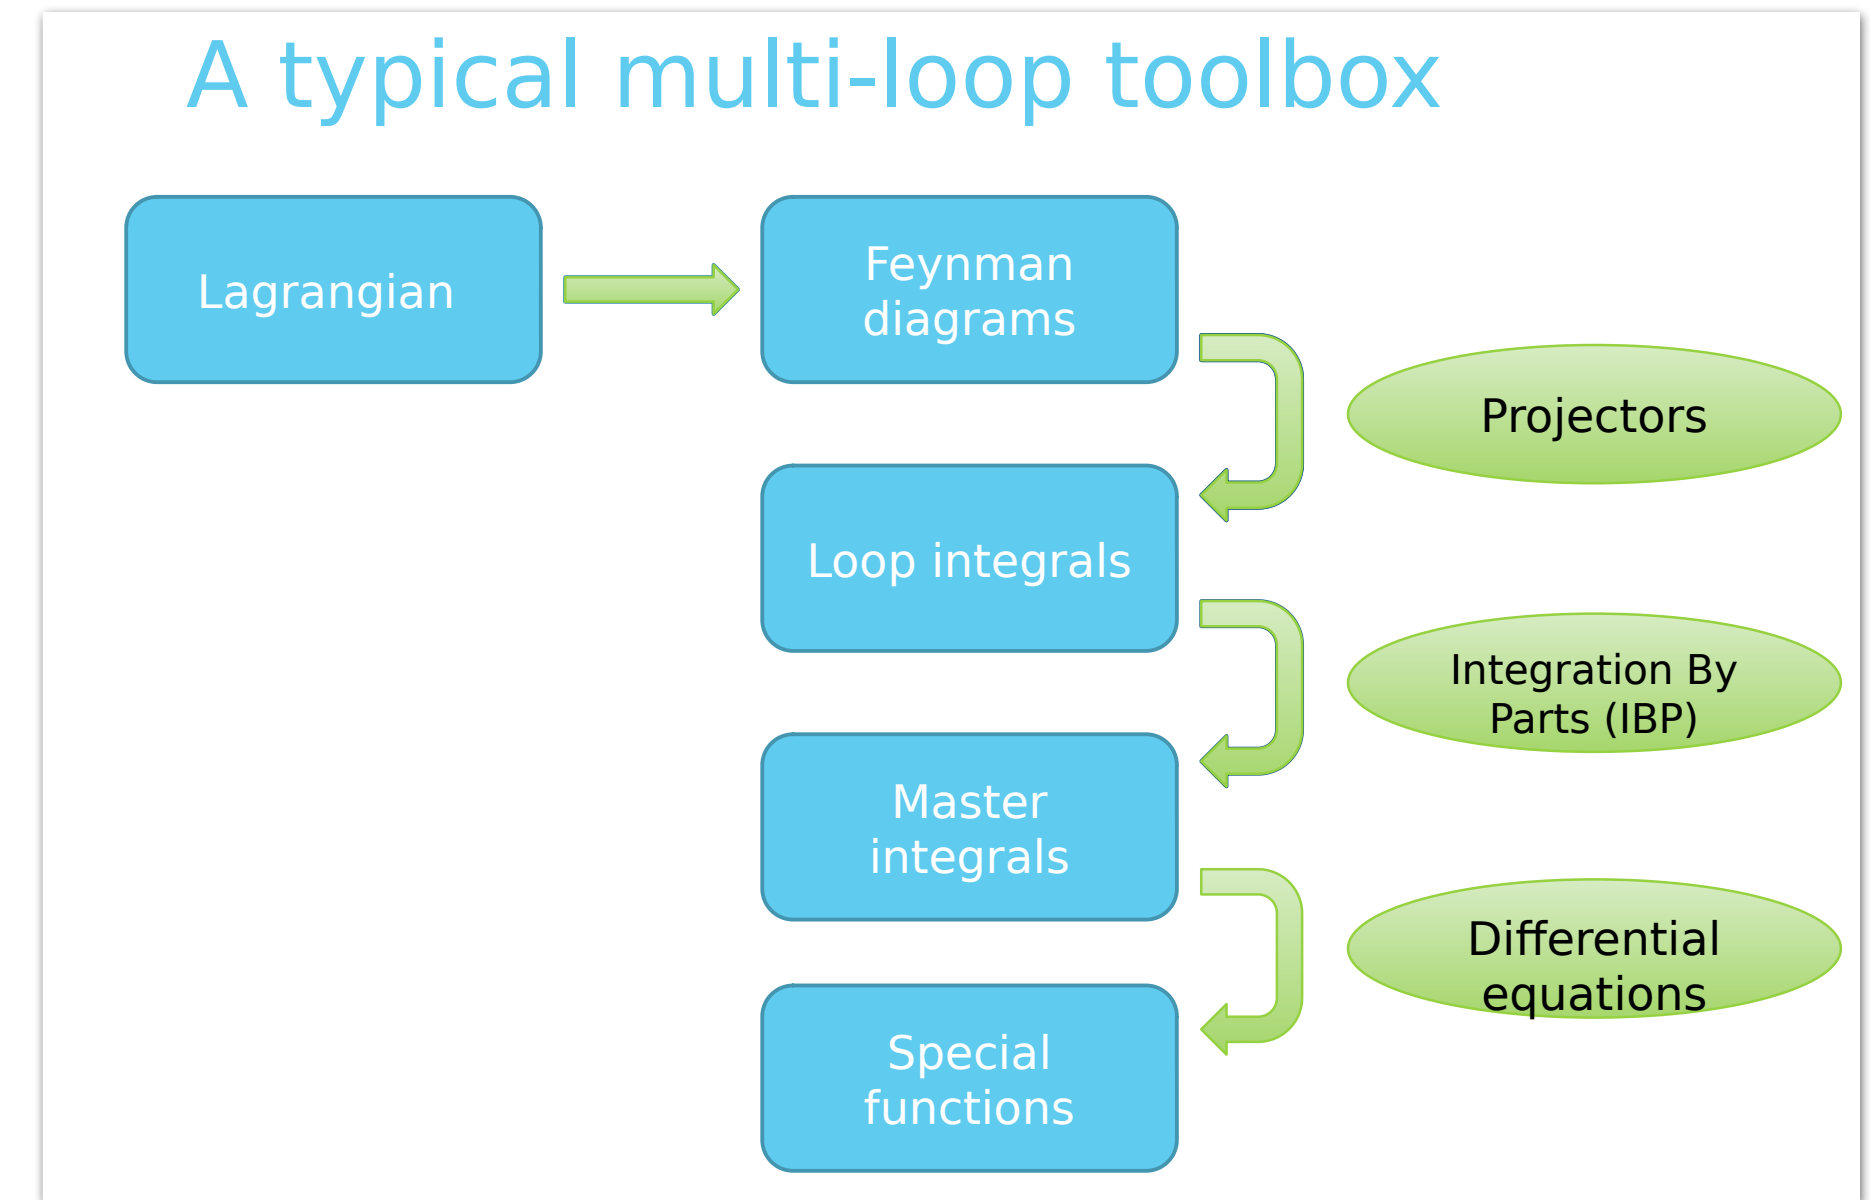 A typical multi-loop toolbox
Lagrangian
Feynman
diagrams
Projectors
Loop integrals
Integration By
Parts (IBP)
Master
integrals
Differential
equations
Special
functions